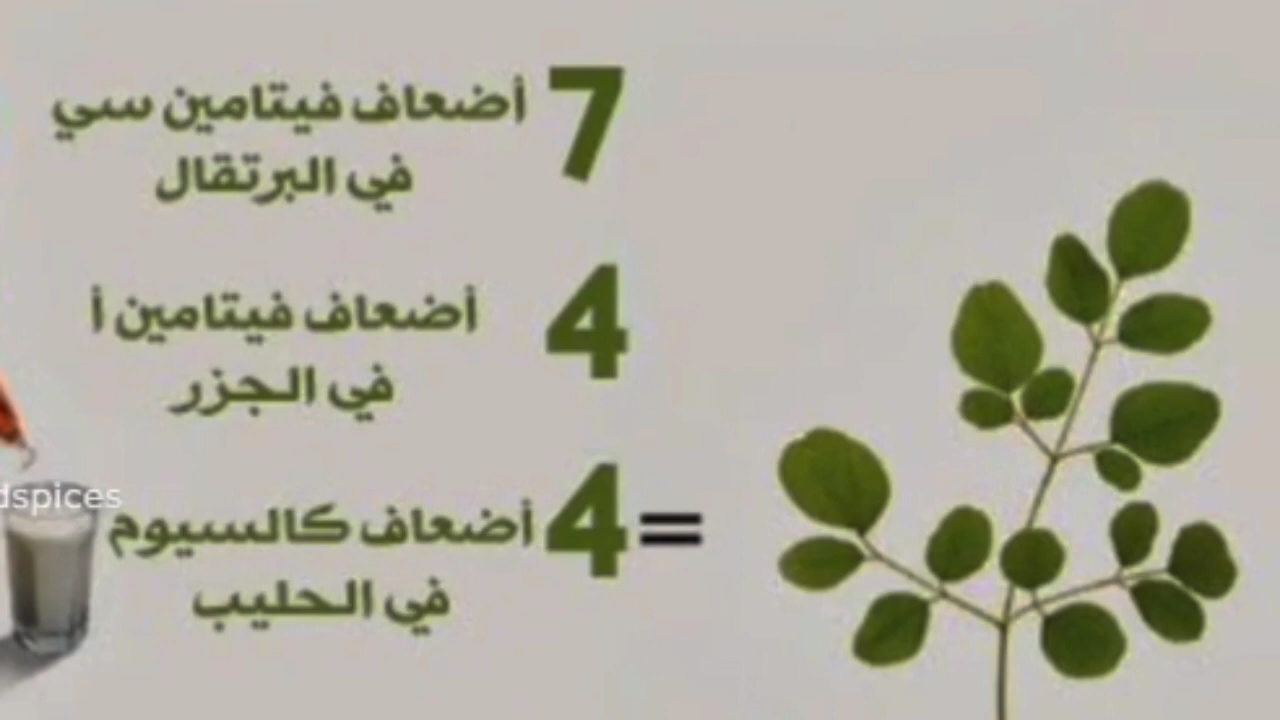 7 أضعاف فيتامين سي
في البرتقال
4 أضعاف فيتامين أ
في الجزر
= 4 أضعاف كالسيوم
في الحليب
dspices